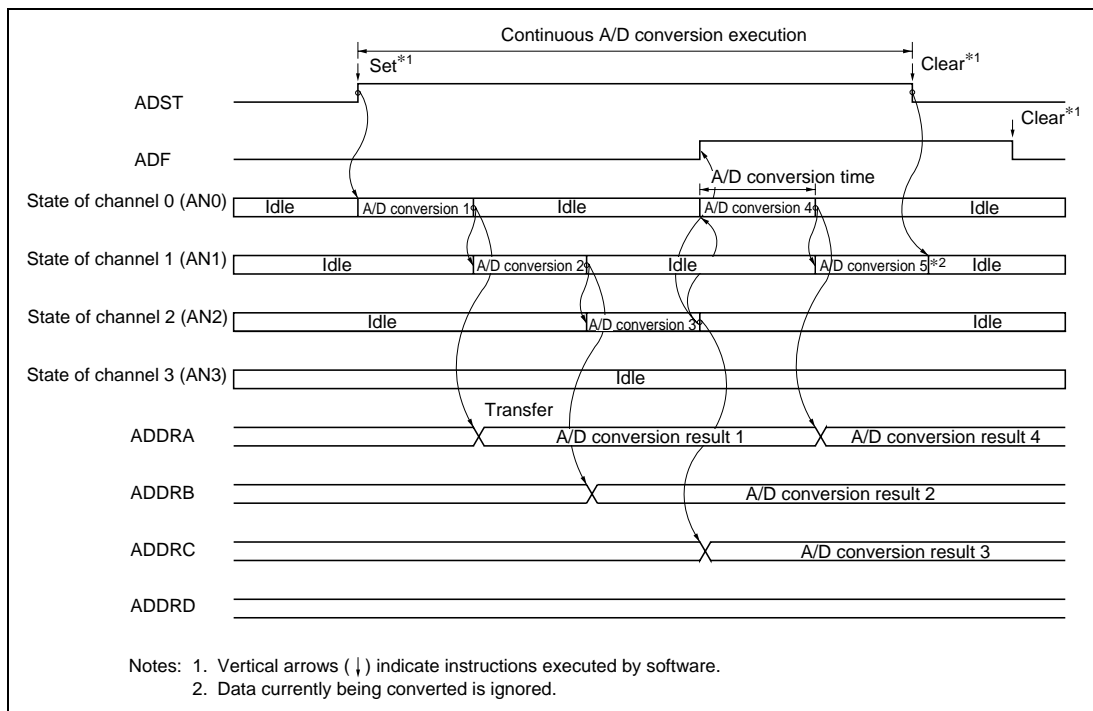 Continuous A/D conversion execution
Set*1
Clear*1
ADST
Clear*1
ADF
A/D conversion time
State of channel 0 (AN0)
Idle
A/D conversion 1
Idle
A/D conversion 4
Idle
State of channel 1 (AN1)
Idle
A/D conversion 2
Idle
A/D conversion 5
*2
Idle
State of channel 2 (AN2)
Idle
A/D conversion 3
Idle
State of channel 3 (AN3)
Idle
Transfer
ADDRA
A/D conversion result 1
A/D conversion result 4
ADDRB
A/D conversion result 2
ADDRC
A/D conversion result 3
ADDRD
Notes: 1. Vertical arrows (↓) indicate instructions executed by software.
2. Data currently being converted is ignored.